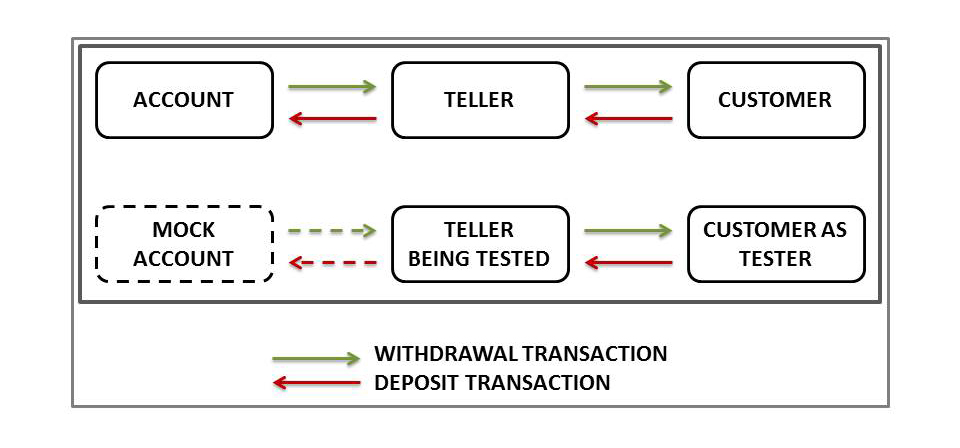 ACCOUNT
TELLER
CUSTOMER
MOCK
ACCOUNT
TELLER
BEING TESTED
CUSTOMER AS
TESTER
WITHDRAWAL TRANSACTION
DEPOSIT TRANSACTION